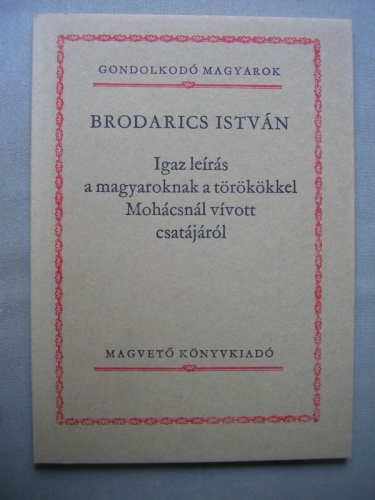 GONDOLKODÓ MAGYAROK
BRODARICS ISTVÁN
Igaz leírás
a magyaroknak a törökökkel
Mohácsnál vívott
csatájáról
MAGVETŐ KÖNYVKIADÓ